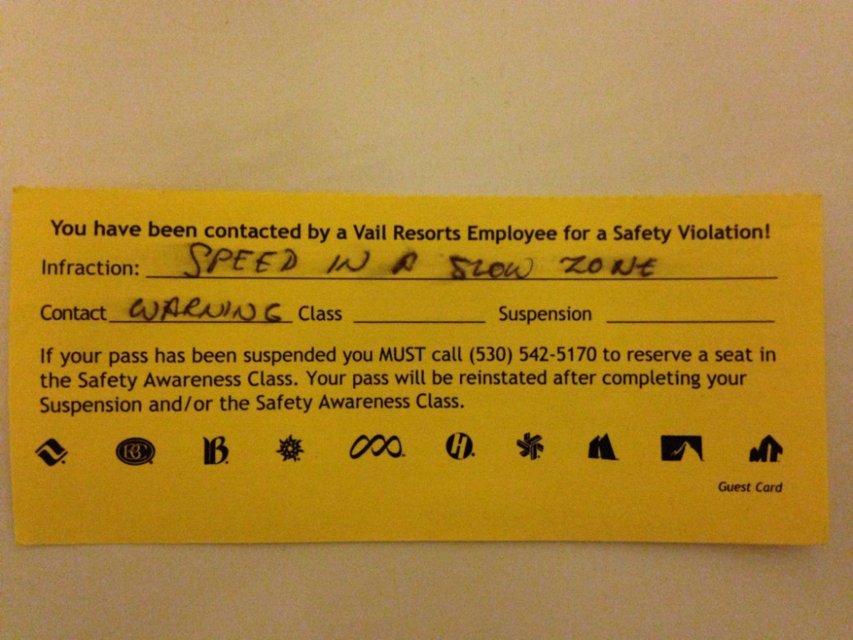 You have been contacted by a Vail Resorts Employee for a Safety Violation!
Infraction: SPEED IN A SLOW ZONE
Contact WARNING Class ____ Suspension ____
If your pass has been suspended you MUST call (530) 542-5170 to reserve a seat in
the Safety Awareness Class. Your pass will be reinstated after completing your
Suspension and/or the Safety Awareness Class.
Guest Card